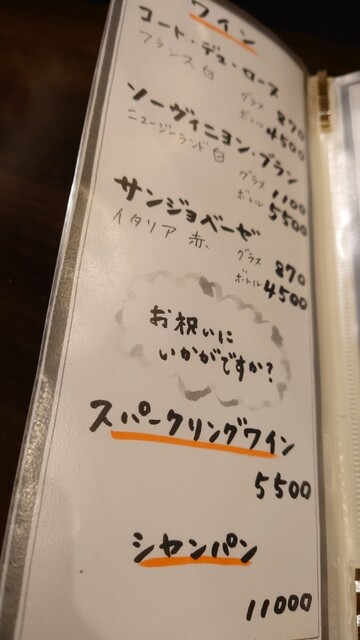 ワイン
コート・デュ・ローヌ
フランス 白
グラス 870
ボトル 4500
ソーヴィニヨン・ブラン
ニュージーランド 白
グラス 1100
ボトル 5500
サンジョベーゼ
イタリア 赤、
グラス 870
ボトル 4500
お祝いに
いかがですか?
スパークリングワイン
5500
シャンパン
11000